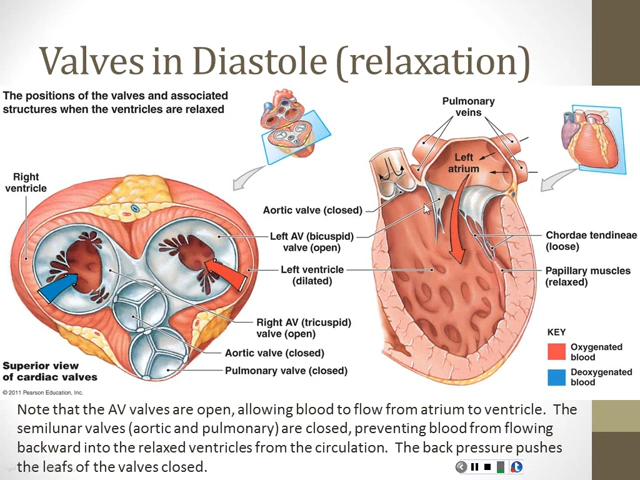 Valves in Diastole (relaxation)
The positions of the valves and associated
structures when the ventricles are relaxed
Right
ventricle
Pulmonary
veins
Left
atrium
Aortic valve (closed)
Left AV (bicuspid)
valve (open)
Left ventricle
(dilated)
Right AV (tricuspid)
valve (open)
Aortic valve (closed)
Pulmonary valve (closed)
Chordae tendineae
(loose)
Papillary muscles
(relaxed)
KEY
Oxygenated
blood
Deoxygenated
blood
Superior view
of cardiac valves
© 2011 Pearson Education, Inc.
Note that the AV valves are open, allowing blood to flow from atrium to ventricle.  The
semilunar valves (aortic and pulmonary) are closed, preventing blood from flowing
backward into the relaxed ventricles from the circulation.  The back pressure pushes
the leafs of the valves closed.